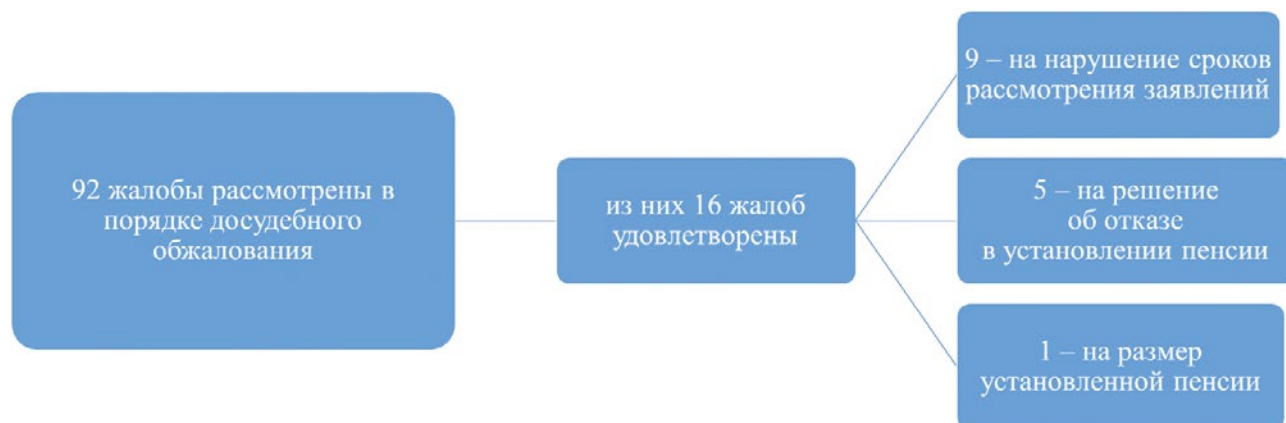 92 жалобы рассмотрены в
порядке досудебного
обжалования
из них 16 жалоб
удовлетворены
9 – на нарушение сроков
рассмотрения заявлений
5 – на решение
об отказе
в установлении пенсии
1 – на размер
установленной пенсии